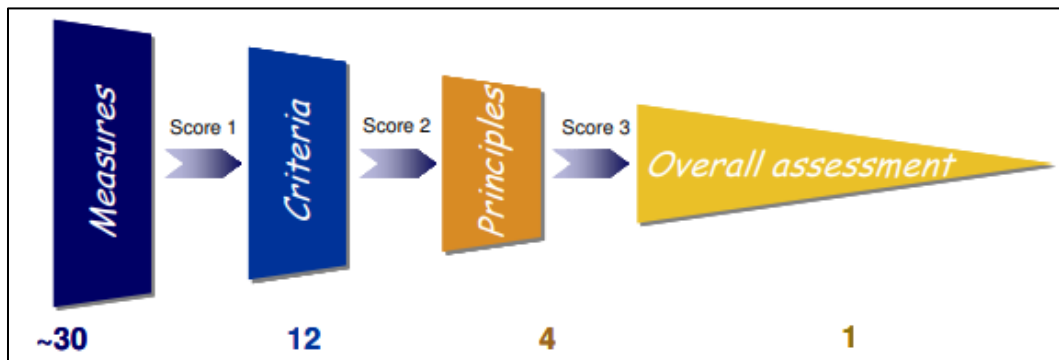 Measures
Score 1
Criteria
Score 2
Principles
Score 3
Overall assessment
~30
12
4
1